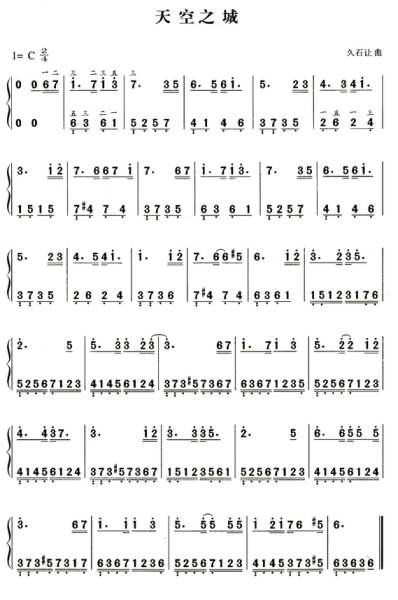 天空之城
1= C 2/4
久石让 曲
一 二 三 二 三 五 三
0 0 6 7 | i. 7 i 3 | 7. 3 5 | 6. 5 6 i. | 5. 2 3 | 4. 3 4 i.
五 三 二 一 一 五 一 三
0 0 | 6 3 6 1 | 5 2 5 7 | 4 1 4 6 | 3 7 3 5 | 2 6 2 4
3. i 2 | 7. 6 6 7 i | 7. 6 7 | i. 7 i 3 | 7. 3 5 | 6. 5 6 i.
1 5 1 5 | 7 #4 7 4 | 3 7 3 5 | 6 3 6 1 | 5 2 5 7 | 4 1 4 6
5. 2 3 | 4. 5 4 i. | i. i 2 | 7. 6 6 #5 | 6. i 2 | 3. 2 3 5.
3 7 3 5 | 2 6 2 4 | 3 7 3 6 | 7 #4 7 4 | 6 3 6 1 | 1 5 1 2 3 1 7 6
2. 5 | 5. 3 3 2 3 | 3. 6 7 | i. 7 i 3 | 5. 2 2 i 2
5 2 5 6 7 1 2 3 | 4 1 4 5 6 1 2 4 | 3 7 3 #5 7 3 6 7 | 6 3 6 7 1 2 3 5 | 5 2 5 6 7 1 2 3
4. 4 3 7. | 3. i 2 | 3. 3 3 5. | 2. 5 | 6. 6 5 5 5
4 1 4 5 6 1 2 4 | 3 7 3 #5 7 3 6 7 | 1 5 1 2 3 5 6 1 | 5 2 5 6 7 1 2 3 | 4 1 4 5 6 1 2 4
3. 6 7 | i. i i 3 | 5. 5 5 5 | i 2 i 7 6 #5 | 6.
3 7 3 #5 7 3 1 7 | 6 3 6 7 1 2 3 6 | 5 2 5 6 7 1 2 3 | 4 1 4 5 3 7 3 #5 | 6 3 6 3 6